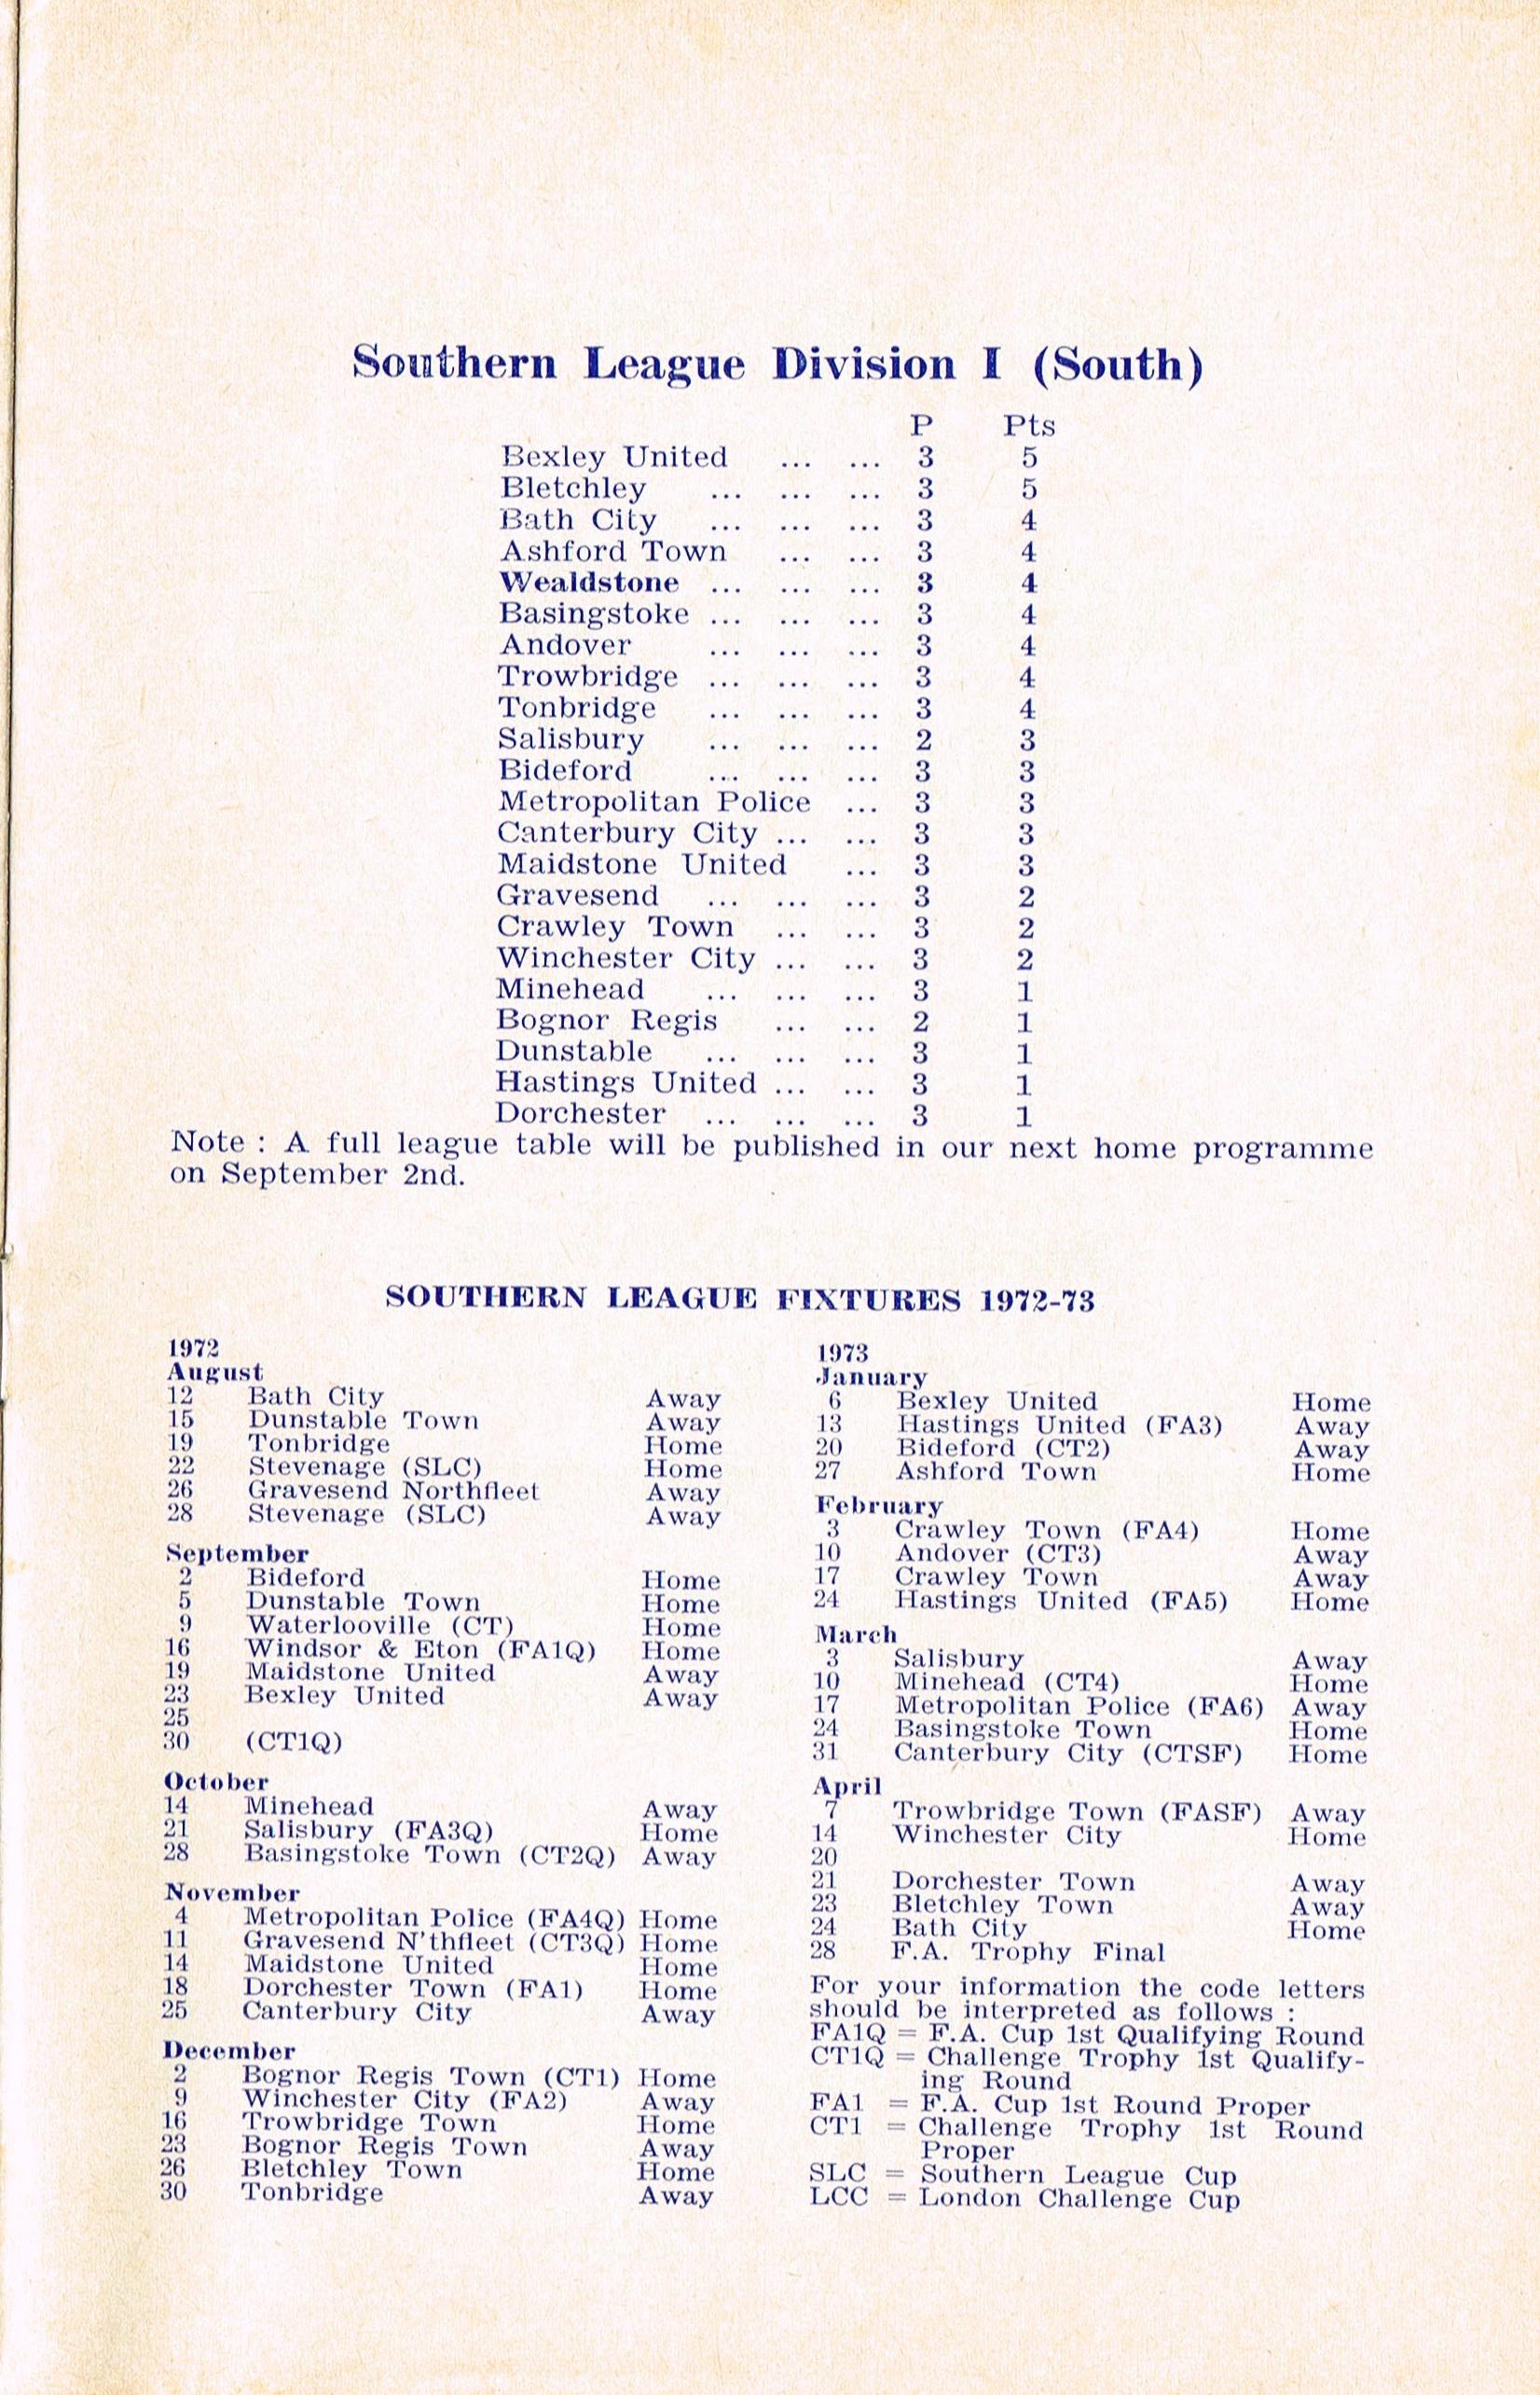 Southern League Division I (South)
P Pts
Bexley United ... ... 3 5
Bletchley ... ... ... 3 5
Bath City ... ... ... 3 4
Ashford Town ... ... 3 4
Wealdstone ... ... ... 3 4
Basingstoke ... ... ... 3 4
Andover ... ... ... 3 4
Trowbridge ... ... ... 3 4
Tonbridge ... ... ... 3 4
Salisbury ... ... ... 2 3
Bideford ... ... ... 3 3
Metropolitan Police ... 3 3
Canterbury City ... ... 3 3
Maidstone United ... 3 3
Gravesend ... ... ... 3 2
Crawley Town ... ... 3 2
Winchester City ... ... 3 2
Minehead ... ... ... 3 1
Bognor Regis ... ... 2 1
Dunstable ... ... ... 3 1
Hastings United ... ... 3 1
Dorchester ... ... ... 3 1
Note : A full league table will be published in our next home programme
on September 2nd.
SOUTHERN LEAGUE FIXTURES 1972-73
1972
August
12 Bath City Away
15 Dunstable Town Away
19 Tonbridge Home
22 Stevenage (SLC) Home
26 Gravesend Northfleet Away
28 Stevenage (SLC) Away
September
2 Bideford Home
5 Dunstable Town Home
9 Waterlooville (CT) Home
16 Windsor & Eton (FA1Q) Home
19 Maidstone United Away
23 Bexley United Away
25
30 (CT1Q)
October
14 Minehead Away
21 Salisbury (FA3Q) Home
28 Basingstoke Town (CT2Q) Away
November
4 Metropolitan Police (FA4Q) Home
11 Gravesend N'thfleet (CT3Q) Home
14 Maidstone United Home
18 Dorchester Town (FA1) Home
25 Canterbury City Away
December
2 Bognor Regis Town (CT1) Home
9 Winchester City (FA2) Away
16 Trowbridge Town Home
23 Bognor Regis Town Away
26 Bletchley Town Home
30 Tonbridge Away
1973
January
6 Bexley United Home
13 Hastings United (FA3) Away
20 Bideford (CT2) Away
27 Ashford Town Home
February
3 Crawley Town (FA4) Home
10 Andover (CT3) Away
17 Crawley Town Away
24 Hastings United (FA5) Home
March
3 Salisbury Away
10 Minehead (CT4) Home
17 Metropolitan Police (FA6) Away
24 Basingstoke Town Home
31 Canterbury City (CTSF) Home
April
7 Trowbridge Town (FASF) Away
14 Winchester City Home
20
21 Dorchester Town Away
23 Bletchley Town Away
24 Bath City Home
28 F.A. Trophy Final
For your information the code letters
should be interpreted as follows :
FA1Q = F.A. Cup 1st Qualifying Round
CT1Q = Challenge Trophy 1st Qualify-
ing Round
FA1 = F.A. Cup 1st Round Proper
CT1 = Challenge Trophy 1st Round
Proper
SLC = Southern League Cup
LCC = London Challenge Cup